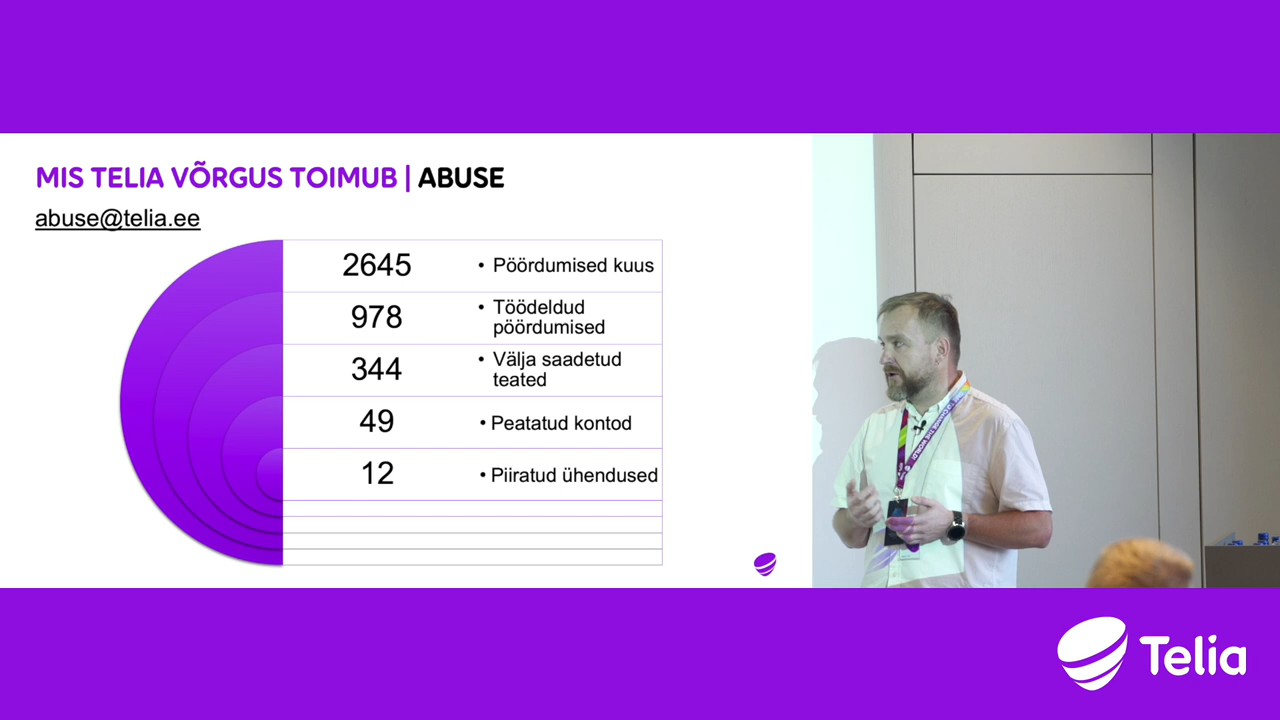 MIS TELIA VÕRGUS TOIMUB | ABUSE
abuse@telia.ee
2645
• Pöördumised kuus
978
• Töödeldud
pöördumised
344
• Välja saadetud
teated
49
• Peatatud kontod
12
• Piiratud ühendused
Telia